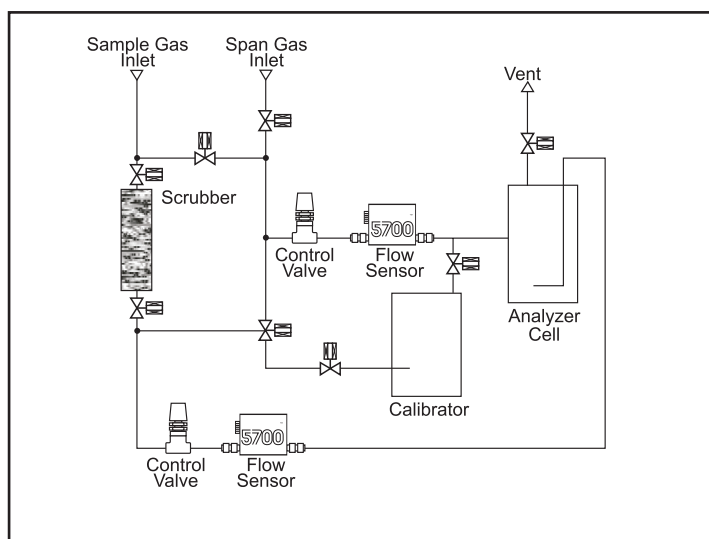 Sample Gas
Inlet
Span Gas
Inlet
Vent
Scrubber
5700
Control
Valve
Flow
Sensor
Analyzer
Cell
Calibrator
5700
Control
Valve
Flow
Sensor